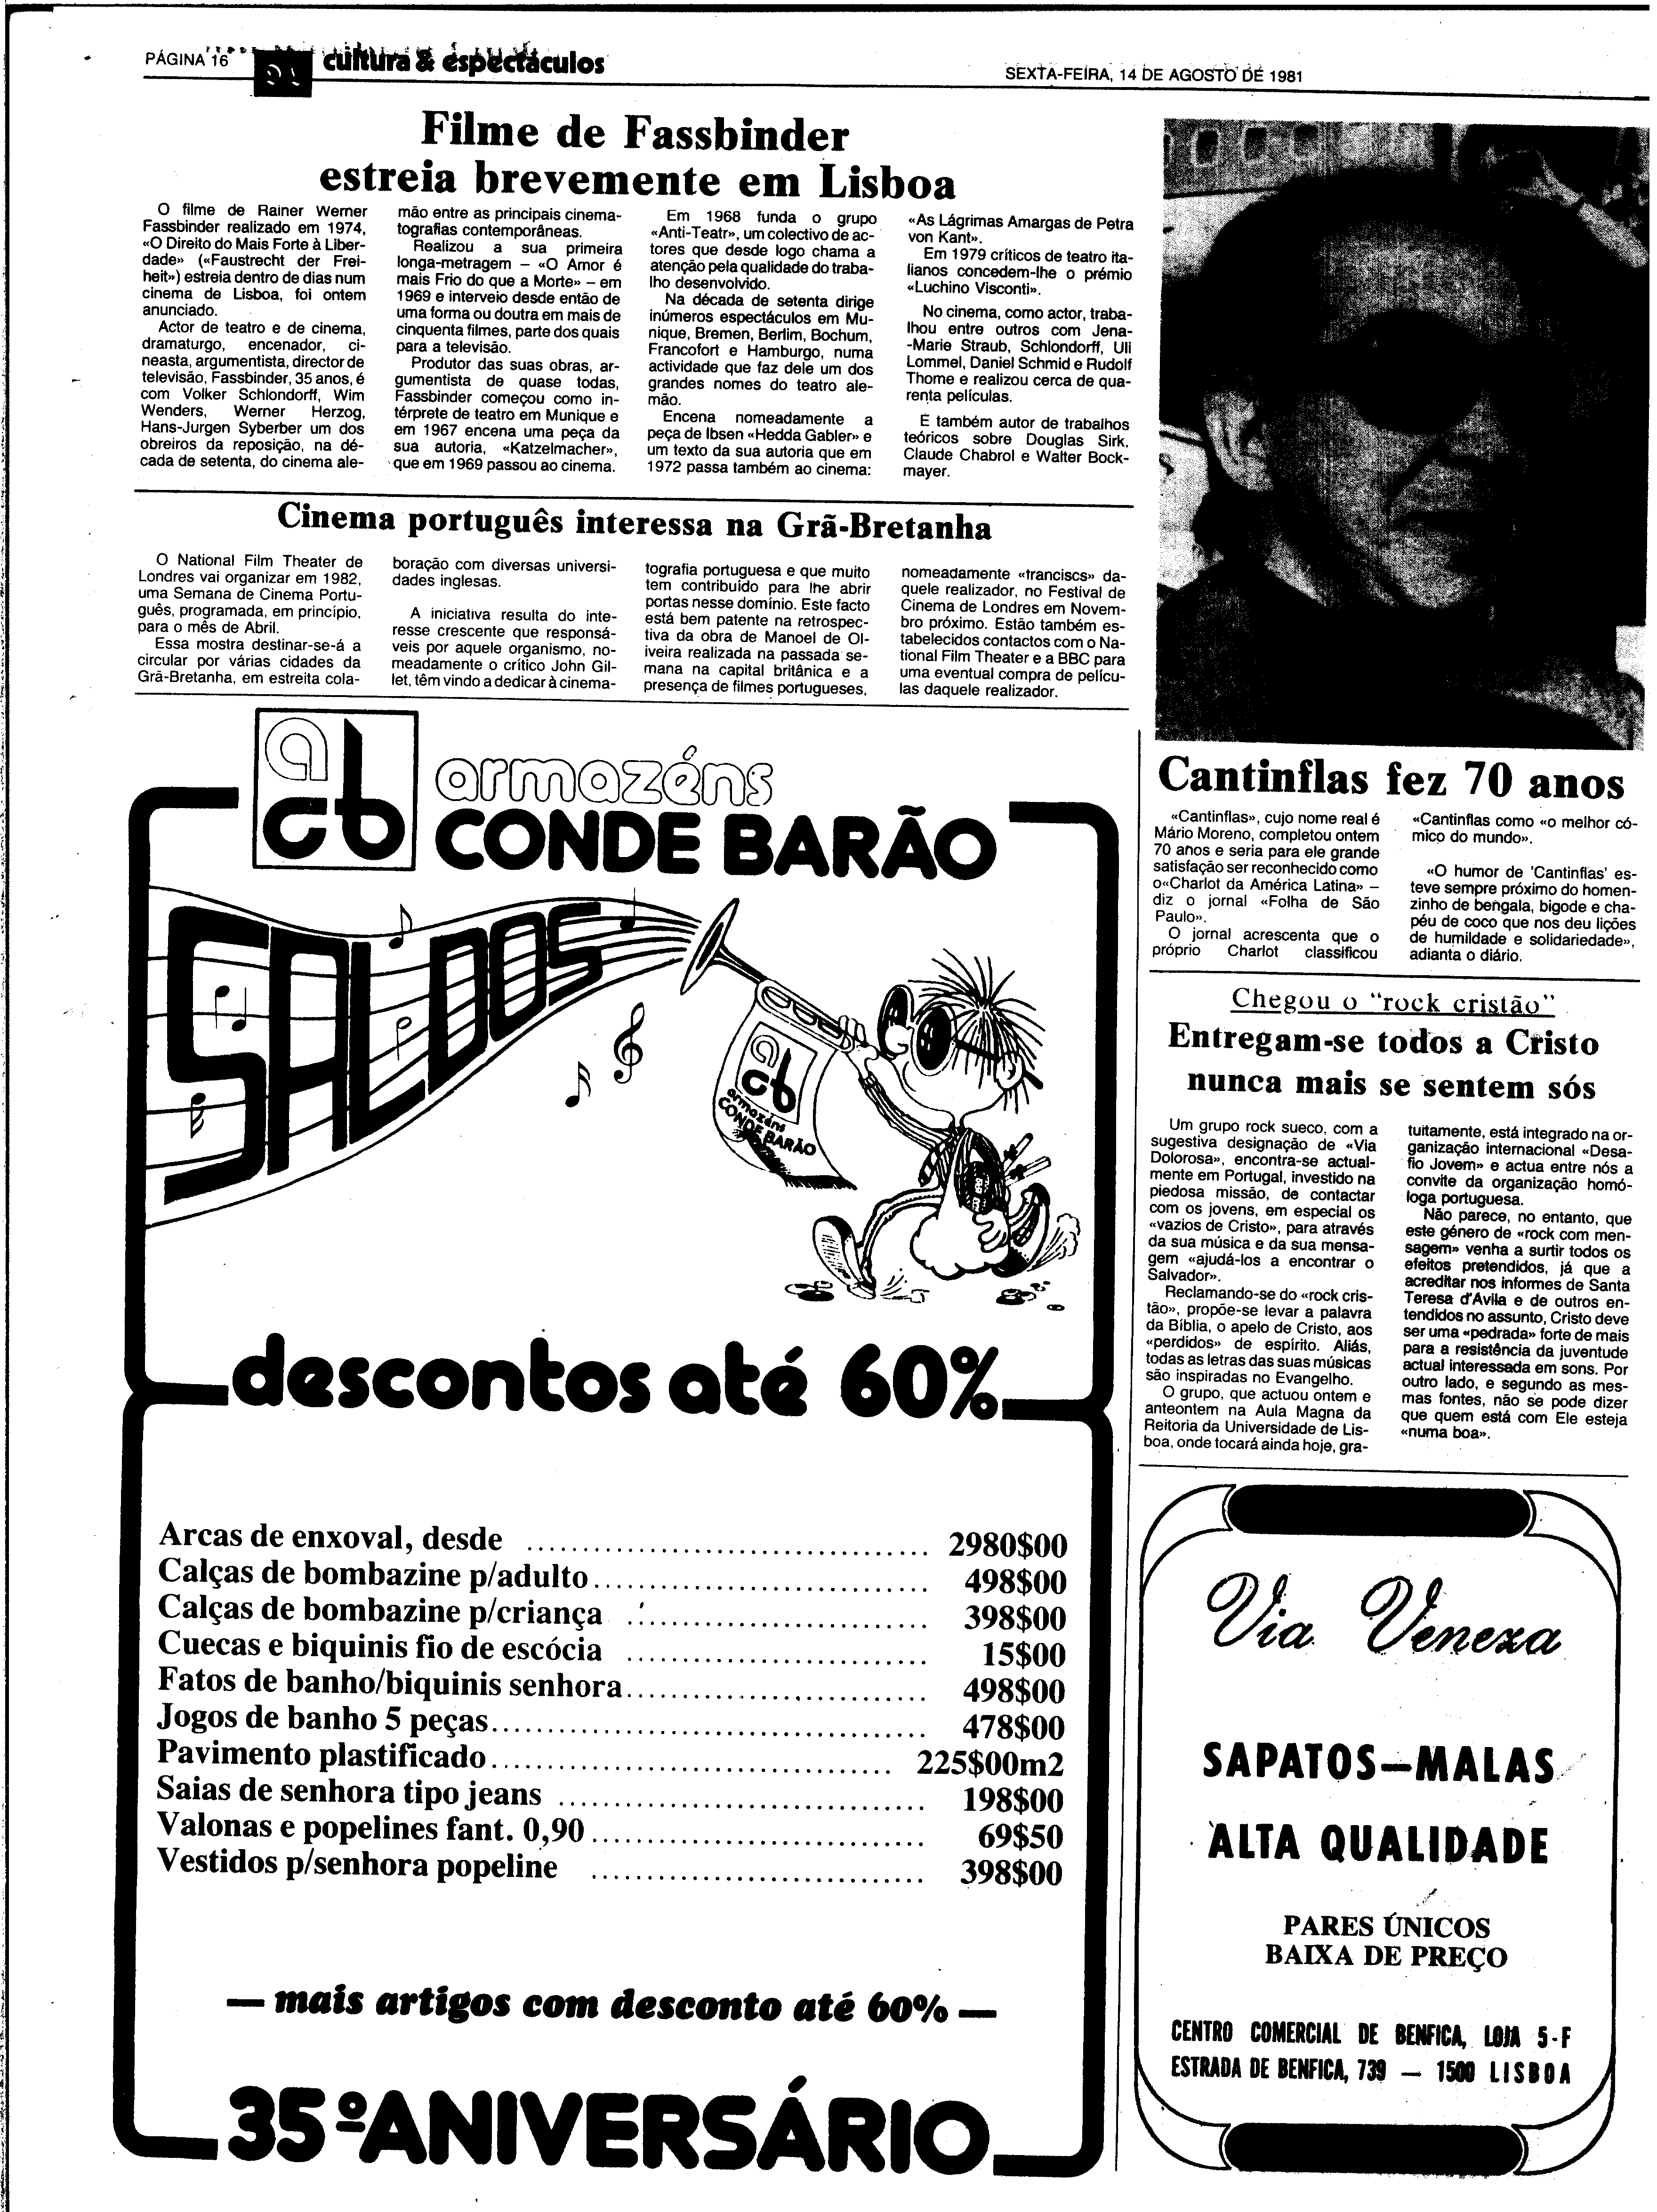 PÁGINA 16
cultura & espectáculos
SEXTA-FEIRA, 14 DE AGOSTO DE 1981
Filme de Fassbinder
estreia brevemente em Lisboa
O filme de Rainer Werner
Fassbinder realizado em 1974,
«O Direito do Mais Forte à Liber-
dade» («Faustrecht der Frei-
heit») estreia dentro de dias num
cinema de Lisboa, foi ontem
anunciado.
Actor de teatro e de cinema,
dramaturgo, encenador, ci-
neasta, argumentista, director de
televisão, Fassbinder, 35 anos, é
com Volker Schlondorff, Wim
Wenders, Werner Herzog,
Hans-Jurgen Syberber um dos
obreiros da reposição, na dé-
cada de setenta, do cinema ale-
mão entre as principais cinema-
tografias contemporâneas.
Realizou a sua primeira
longa-metragem – «O Amor é
mais Frio do que a Morte» – em
1969 e interveio desde então de
uma forma ou doutra em mais de
cinquenta filmes, parte dos quais
para a televisão.
Produtor das suas obras, ar-
gumentista de quase todas,
Fassbinder começou como in-
térprete de teatro em Munique e
em 1967 encena uma peça da
sua autoria, «Katzelmacher»,
que em 1969 passou ao cinema.
Em 1968 funda o grupo
«Anti-Teatr», um colectivo de ac-
tores que desde logo chama a
atenção pela qualidade do traba-
lho desenvolvido.
Na década de setenta dirige
inúmeros espectáculos em Mu-
nique, Bremen, Berlim, Bochum,
Francofort e Hamburgo, numa
actividade que faz dele um dos
grandes nomes do teatro ale-
mão.
Encena nomeadamente a
peça de Ibsen «Hedda Gabler» e
um texto da sua autoria que em
1972 passa também ao cinema:
«As Lágrimas Amargas de Petra
von Kant».
Em 1979 críticos de teatro ita-
lianos concedem-lhe o prémio
«Luchino Visconti».
No cinema, como actor, traba-
lhou entre outros com Jena-
-Marie Straub, Schlondorff, Uli
Lommel, Daniel Schmid e Rudolf
Thome e realizou cerca de qua-
renta películas.
É também autor de trabalhos
teóricos sobre Douglas Sirk,
Claude Chabrol e Walter Bock-
mayer.
Cinema português interessa na Grã-Bretanha
O National Film Theater de
Londres vai organizar em 1982,
uma Semana de Cinema Portu-
guês, programada, em princípio,
para o mês de Abril.
Essa mostra destinar-se-á a
circular por várias cidades da
Grã-Bretanha, em estreita cola-
boração com diversas universi-
dades inglesas.
A iniciativa resulta do inte-
resse crescente que responsá-
veis por aquele organismo, no-
meadamente o crítico John Gil-
let, têm vindo a dedicar à cinema-
tografia portuguesa e que muito
tem contribuído para lhe abrir
portas nesse domínio. Este facto
está bem patente na retrospec-
tiva da obra de Manoel de Ol-
iveira realizada na passada se-
mana na capital britânica e a
presença de filmes portugueses,
nomeadamente «franciscs» da-
quele realizador, no Festival de
Cinema de Londres em Novem-
bro próximo. Estão também es-
tabelecidos contactos com o Na-
tional Film Theater e a BBC para
uma eventual compra de pelícu-
las daquele realizador.
Cantinflas fez 70 anos
«Cantinflas», cujo nome real é
Mário Moreno, completou ontem
70 anos e seria para ele grande
satisfação ser reconhecido como
o«Charlot da América Latina» –
diz o jornal «Folha de São
Paulo».
O jornal acrescenta que o
próprio Charlot classificou
«Cantinflas como «o melhor có-
mico do mundo».
«O humor de 'Cantinflas' es-
teve sempre próximo do homen-
zinho de bengala, bigode e cha-
péu de coco que nos deu lições
de humildade e solidariedade»,
adianta o diário.
Chegou o "rock cristão"
Entregam-se todos a Cristo
nunca mais se sentem sós
Um grupo rock sueco, com a
sugestiva designação de «Via
Dolorosa», encontra-se actual-
mente em Portugal, investido na
piedosa missão, de contactar
com os jovens, em especial os
«vazios de Cristo», para através
da sua música e da sua mensa-
gem «ajudá-los a encontrar o
Salvador».
Reclamando-se do «rock cris-
tão», propõe-se levar a palavra
da Bíblia, o apelo de Cristo, aos
«perdidos» de espírito. Aliás,
todas as letras das suas músicas
são inspiradas no Evangelho.
O grupo, que actuou ontem e
anteontem na Aula Magna da
Reitoria da Universidade de Lis-
boa, onde tocará ainda hoje, gra-
tuitamente, está integrado na or-
ganização internacional «Desa-
fio Jovem» e actua entre nós a
convite da organização homó-
loga portuguesa.
Não parece, no entanto, que
este género de «rock com men-
sagem» venha a surtir todos os
efeitos pretendidos, já que a
acreditar nos informes de Santa
Teresa d'Avila e de outros en-
tendidos no assunto, Cristo deve
ser uma «pedrada» forte de mais
para a resistência da juventude
actual interessada em sons. Por
outro lado, e segundo as mes-
mas fontes, não se pode dizer
que quem está com Ele esteja
«numa boa».
acb
armazéns
CONDE BARÃO
SALDOS
acb
armazéns
CONDE BARÃO
descontos até 60%
Arcas de enxoval, desde ........ 2980$00
Calças de bombazine p/adulto ........ 498$00
Calças de bombazine p/criança ........ 398$00
Cuecas e biquinis fio de escócia ........ 15$00
Fatos de banho/biquinis senhora ........ 498$00
Jogos de banho 5 peças ........ 478$00
Pavimento plastificado ........ 225$00m2
Saias de senhora tipo jeans ........ 198$00
Valonas e popelines fant. 0,90 ........ 69$50
Vestidos p/senhora popeline ........ 398$00
— mais artigos com desconto até 60% —
35º ANIVERSÁRIO
Via Veneza
SAPATOS—MALAS
ALTA QUALIDADE
PARES ÚNICOS
BAIXA DE PREÇO
CENTRO COMERCIAL DE BENFICA, LOJA 5-F
ESTRADA DE BENFICA, 739 — 1500 LISBOA